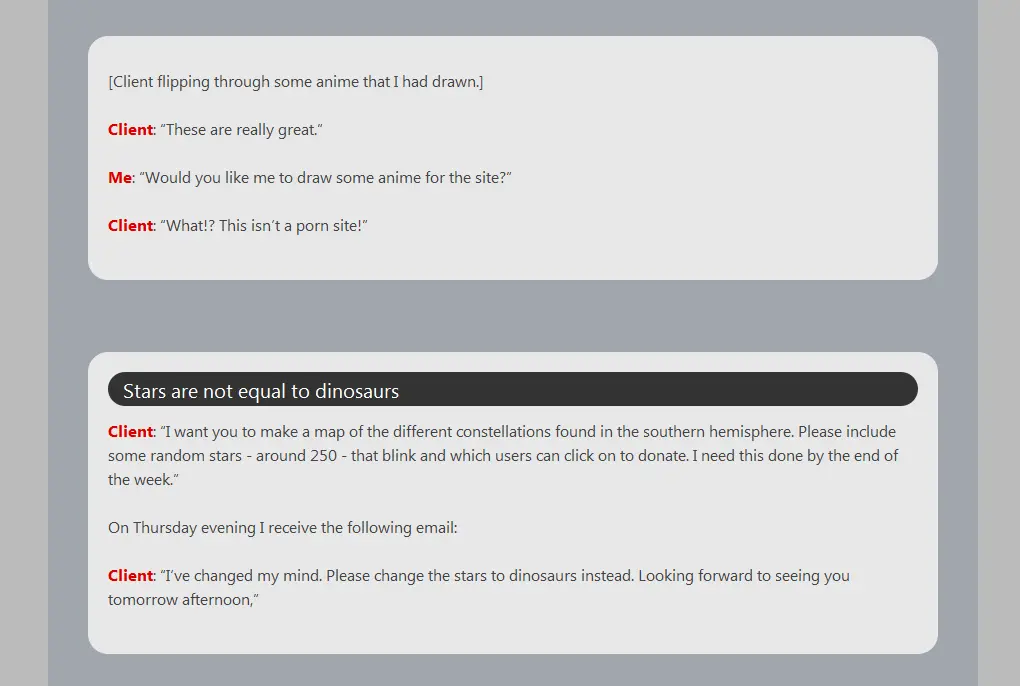 [Client flipping through some anime that I had drawn.]
Client: “These are really great.”
Me: “Would you like me to draw some anime for the site?”
Client: “What!? This isn’t a porn site!”
Stars are not equal to dinosaurs
Client: “I want you to make a map of the different constellations found in the southern hemisphere. Please include
some random stars - around 250 - that blink and which users can click on to donate. I need this done by the end of
the week.”
On Thursday evening I receive the following email:
Client: “I’ve changed my mind. Please change the stars to dinosaurs instead. Looking forward to seeing you
tomorrow afternoon,”